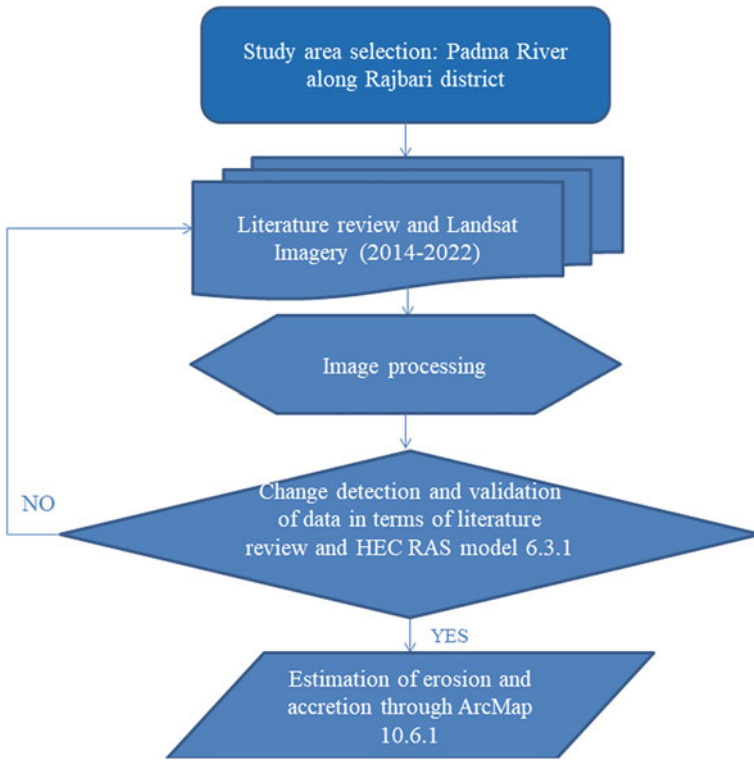 Study area selection: Padma River
along Rajbari district
Literature review and Landsat
Imagery (2014-2022)
Image processing
Change detection and validation
of data in terms of literature
review and HEC RAS model 6.3.1
NO
YES
Estimation of erosion and
accretion through ArcMap
10.6.1